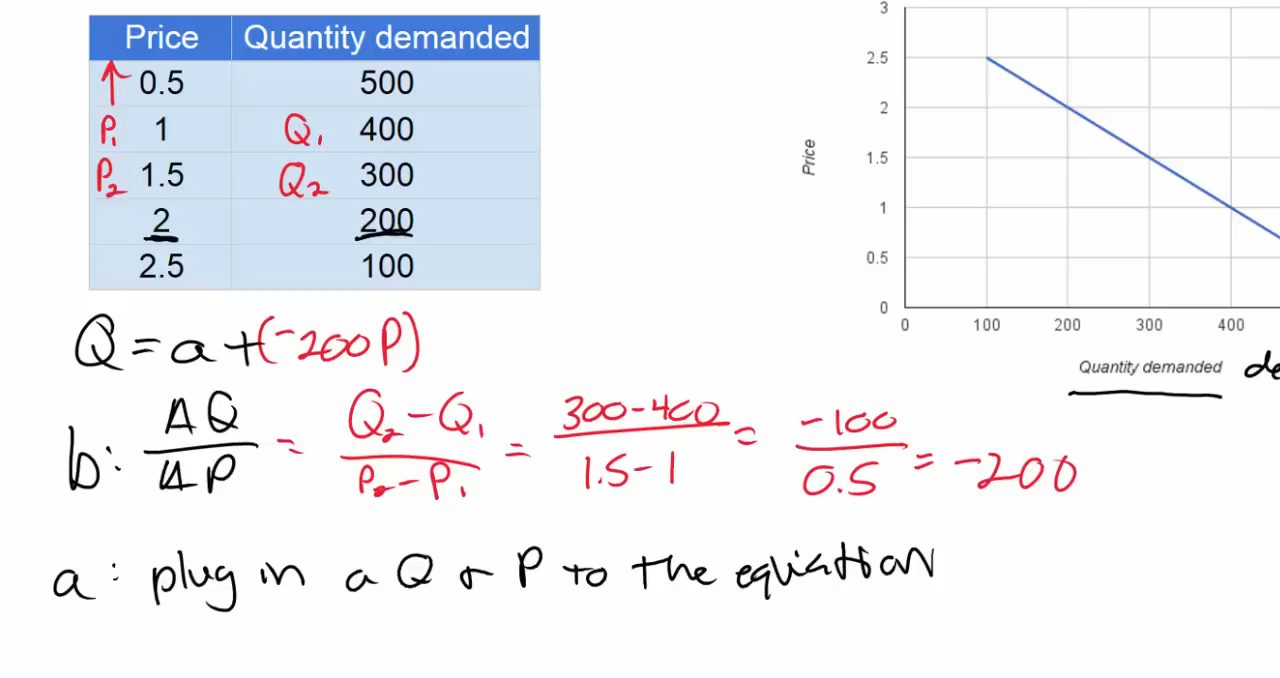 Price Quantity demanded
↑ 0.5 500
P₁ 1 Q₁ 400
P₂ 1.5 Q₂ 300
2 200
2.5 100
3
2.5
2
1.5
1
0.5
0
Price
0 100 200 300 400
Quantity demanded de
Q = a + (-200P)
b: ΔQ/ΔP = Q₂ - Q₁/P₂ - P₁ = 300-400/1.5-1 = -100/0.5 = -200
a: plug in a Q & P to the equation